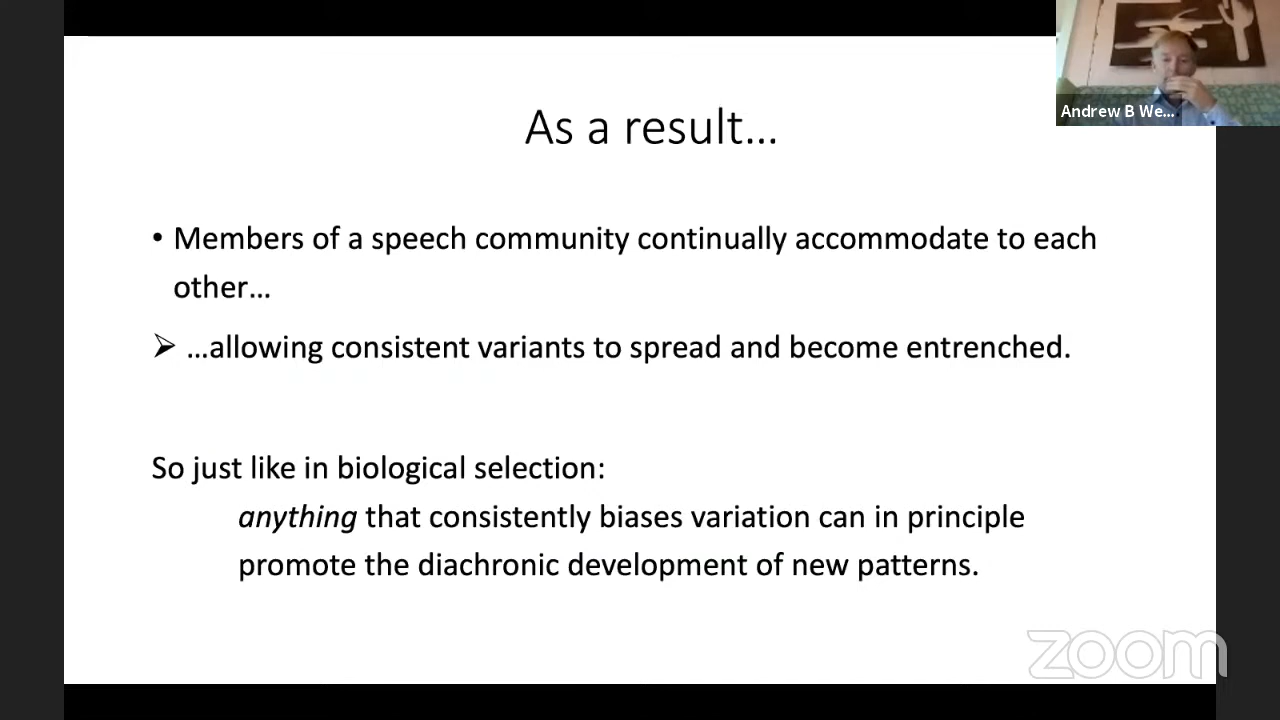 As a result…
• Members of a speech community continually accommodate to each
other…
➢ …allowing consistent variants to spread and become entrenched.
So just like in biological selection:
anything that consistently biases variation can in principle
promote the diachronic development of new patterns.
Andrew B We...
zoom